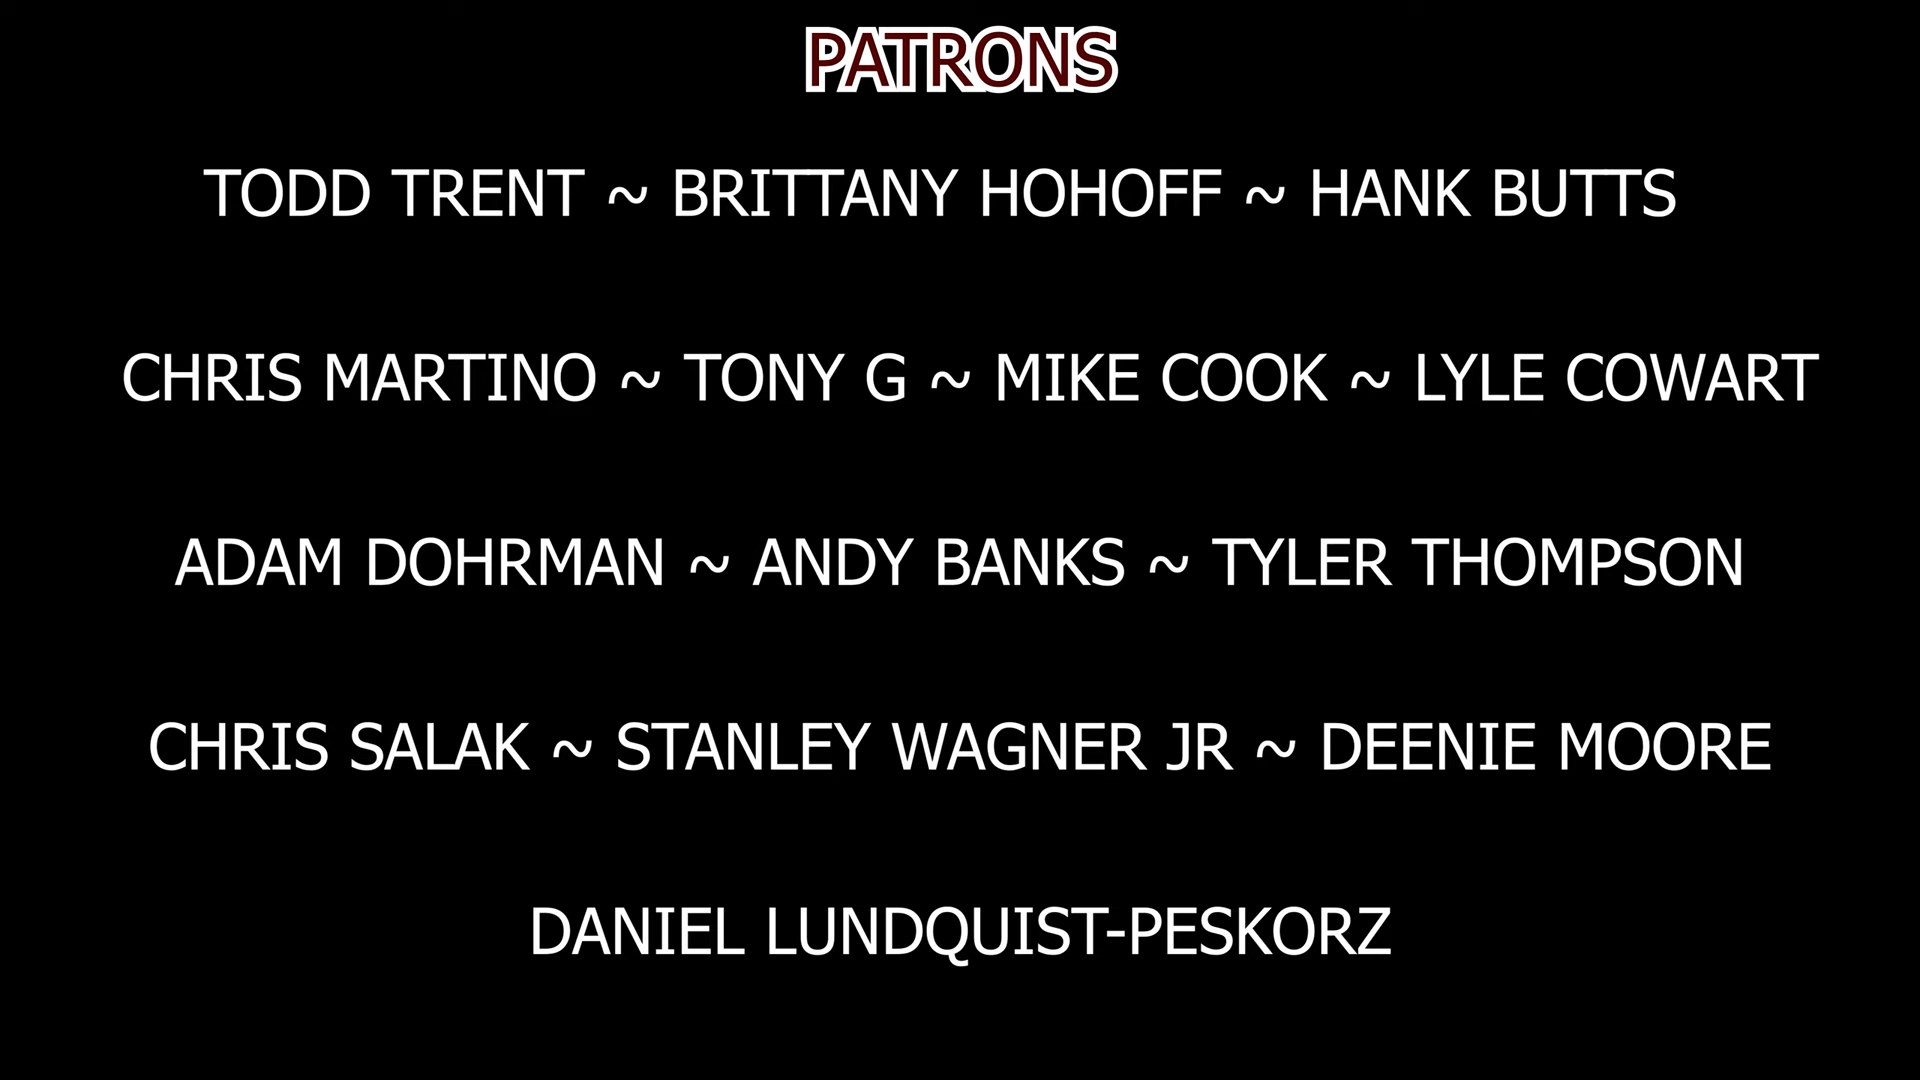 PATRONS
TODD TRENT ~ BRITTANY HOHOFF ~ HANK BUTTS
CHRIS MARTINO ~ TONY G ~ MIKE COOK ~ LYLE COWART
ADAM DOHRMAN ~ ANDY BANKS ~ TYLER THOMPSON
CHRIS SALAK ~ STANLEY WAGNER JR ~ DEENIE MOORE
DANIEL LUNDQUIST-PESKORZ